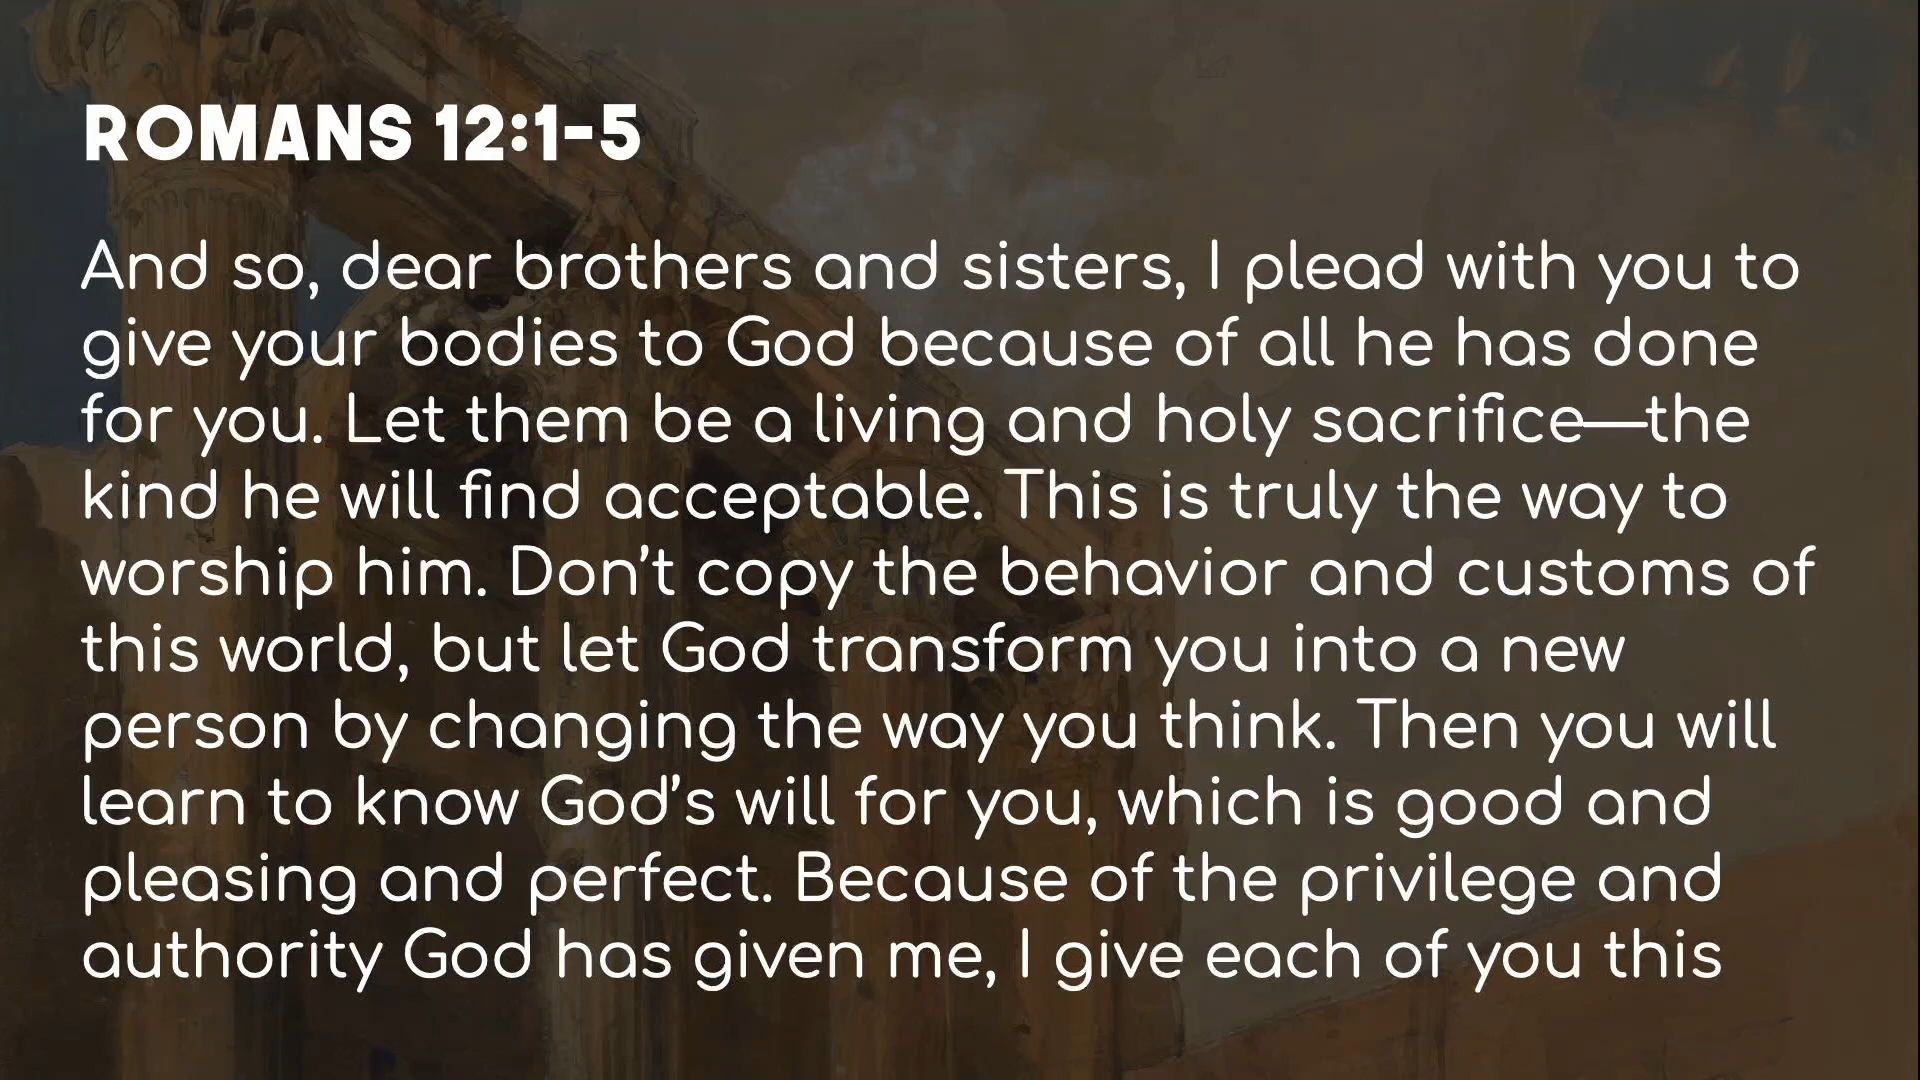 ROMANS 12:1-5
And so, dear brothers and sisters, I plead with you to
give your bodies to God because of all he has done
for you. Let them be a living and holy sacrifice—the
kind he will find acceptable. This is truly the way to
worship him. Don’t copy the behavior and customs of
this world, but let God transform you into a new
person by changing the way you think. Then you will
learn to know God’s will for you, which is good and
pleasing and perfect. Because of the privilege and
authority God has given me, I give each of you this